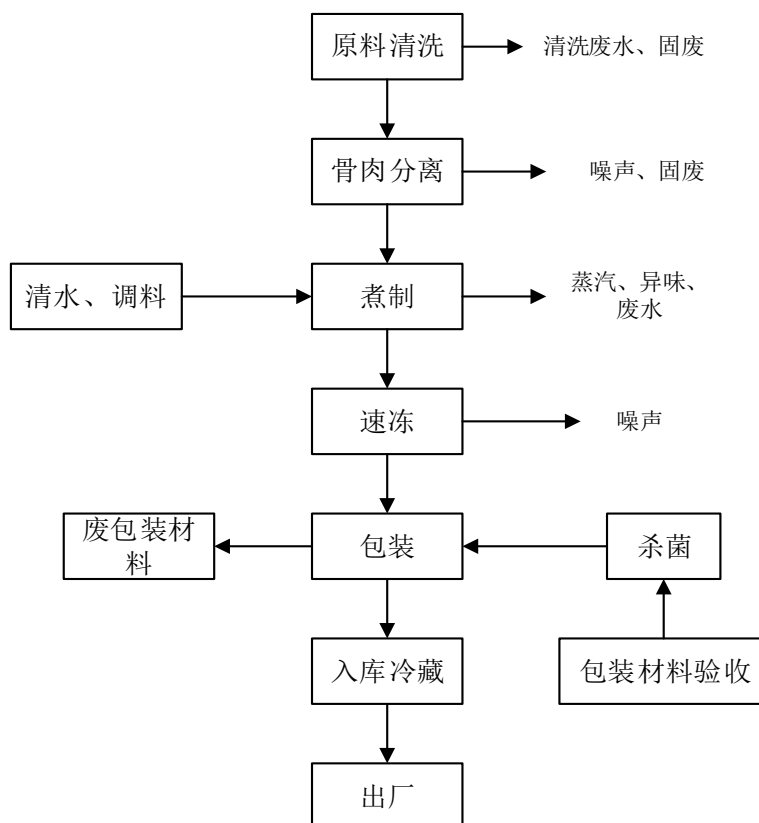 原料清洗
清洗废水、固废
骨肉分离
噪声、固废
清水、调料
煮制
蒸汽、异味、
废水
速冻
噪声
废包装材
料
包装
杀菌
入库冷藏
包装材料验收
出厂